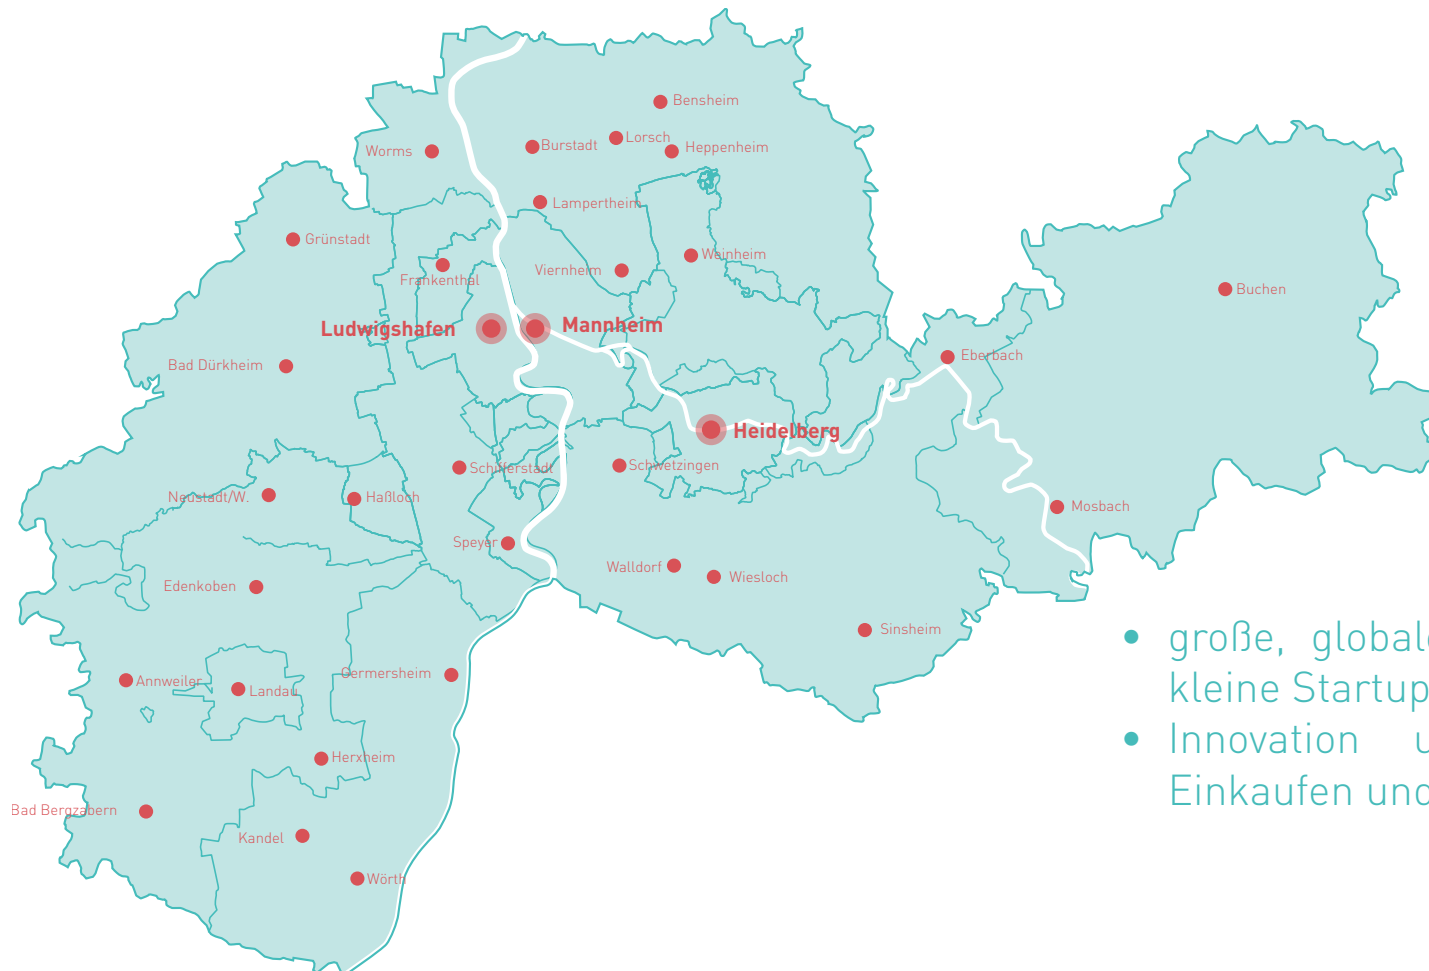 Bensheim
Lorsch
Burstadt
Heppenheim
Worms
Lampertheim
Grünstadt
Weinheim
Viernheim
Frankenthal
Buchen
Ludwigshafen
Mannheim
Eberbach
Bad Dürkheim
Heidelberg
Schifferstadt
Schwetzingen
Neustadt/W.
Haßloch
Mosbach
Speyer
Walldorf
Wiesloch
Edenkoben
Sinsheim
Germersheim
Annweiler
Landau
Herxheim
Bad Bergzabern
Kandel
Wörth
• große, global
kleine Startup
• Innovation u
Einkaufen und